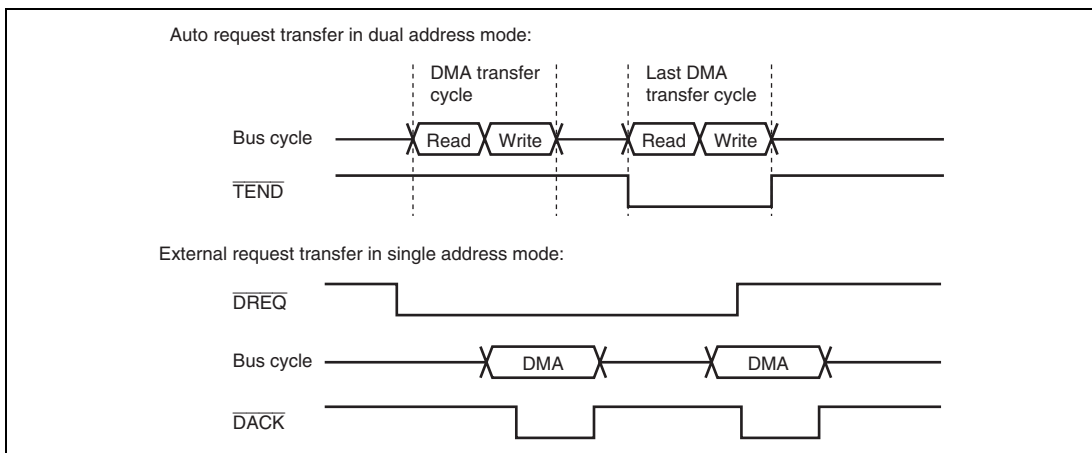 Auto request transfer in dual address mode:
DMA transfer
cycle
Last DMA
transfer cycle
Bus cycle
Read
Write
Read
Write
TEND
External request transfer in single address mode:
DREQ
Bus cycle
DMA
DMA
DACK